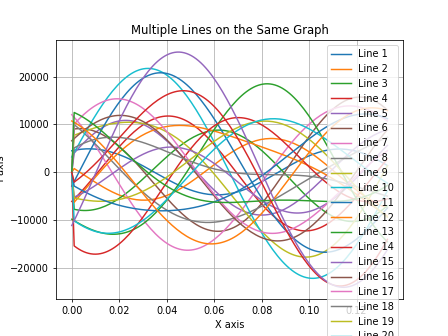 Multiple Lines on the Same Graph
20000
10000
0
−10000
−20000
0.00
0.02
0.04
0.06
0.08
0.10
X axis
Line 1
Line 2
Line 3
Line 4
Line 5
Line 6
Line 7
Line 8
Line 9
Line 10
Line 11
Line 12
Line 13
Line 14
Line 15
Line 16
Line 17
Line 18
Line 19
Line 20